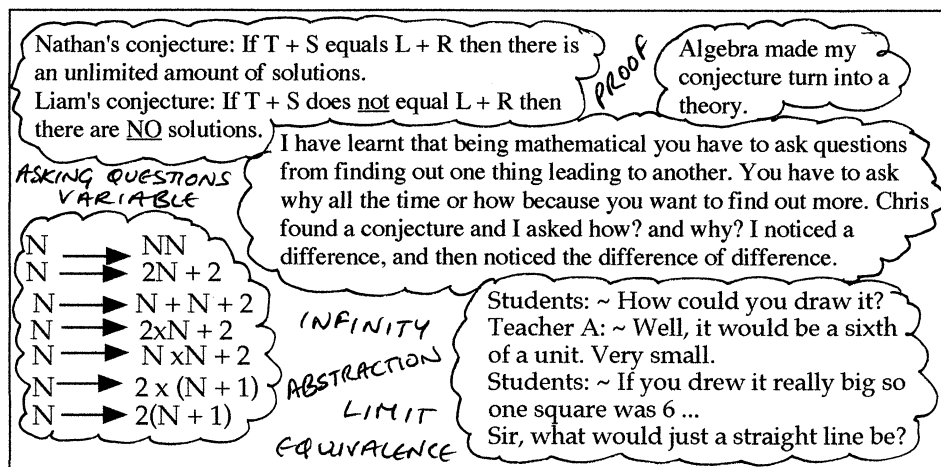 Nathan's conjecture: If T + S equals L + R then there is
an unlimited amount of solutions.
Liam's conjecture: If T + S does not equal L + R then
there are NO solutions.
PROOF
Algebra made my
conjecture turn into a
theory.
I have learnt that being mathematical you have to ask questions
from finding out one thing leading to another. You have to ask
why all the time or how because you want to find out more. Chris
found a conjecture and I asked how? and why? I noticed a
difference, and then noticed the difference of difference.
ASKING QUESTIONS
VARIABLE
N → NN
N → 2N + 2
N → N + N + 2
N → 2xN + 2
N → N xN + 2
N → 2 x (N + 1)
N → 2(N + 1)
INFINITY
ABSTRACTION
LIMIT
EQUIVALENCE
Students: ~ How could you draw it?
Teacher A: ~ Well, it would be a sixth
of a unit. Very small.
Students: ~ If you drew it really big so
one square was 6 ...
Sir, what would just a straight line be?